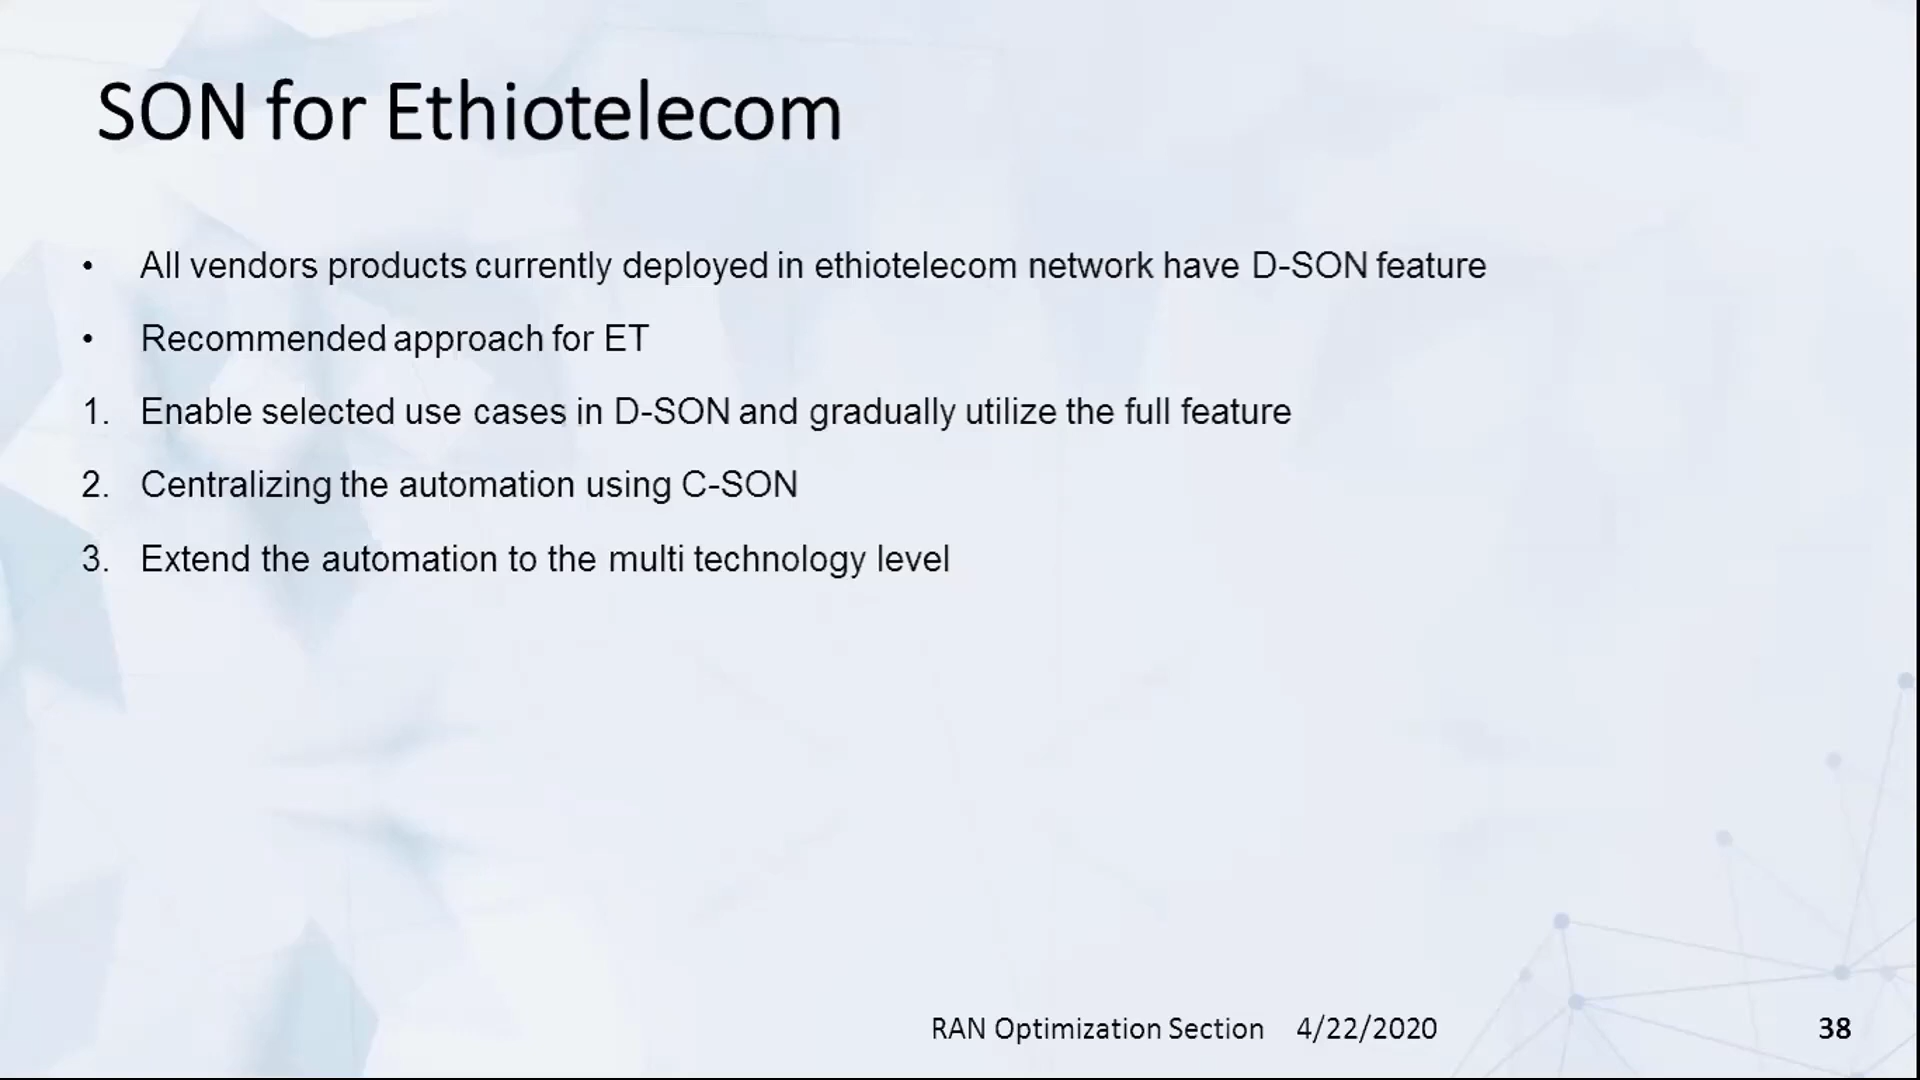 SON for Ethiotelecom
• All vendors products currently deployed in ethiotelecom network have D-SON feature
• Recommended approach for ET
1. Enable selected use cases in D-SON and gradually utilize the full feature
2. Centralizing the automation using C-SON
3. Extend the automation to the multi technology level
RAN Optimization Section 4/22/2020 38